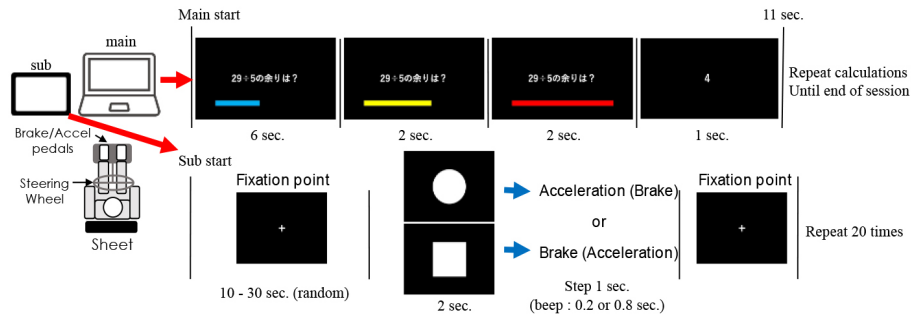 Main start
11 sec.
main
sub
29÷5の余りは？
29÷5の余りは？
29÷5の余りは？
4
Repeat calculations
Until end of session
6 sec.
2 sec.
2 sec.
1 sec.
Brake/Accel
pedals
Steering
Wheel
Sheet
Sub start
Fixation point
+
10 - 30 sec. (random)
2 sec.
Acceleration (Brake)
or
Brake (Acceleration)
Step 1 sec.
(beep : 0.2 or 0.8 sec.)
Fixation point
+
Repeat 20 times